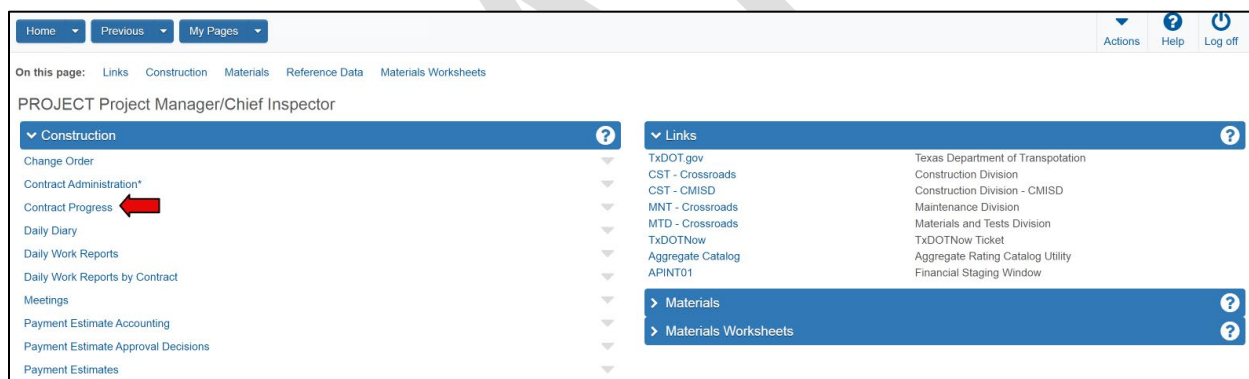 Home Previous My Pages
Actions Help Log off
On this page: Links Construction Materials Reference Data Materials Worksheets
PROJECT Project Manager/Chief Inspector
Construction
Change Order
Contract Administration*
Contract Progress
Daily Diary
Daily Work Reports
Daily Work Reports by Contract
Meetings
Payment Estimate Accounting
Payment Estimate Approval Decisions
Payment Estimates
Links
TxDOT.gov Texas Department of Transpotation
CST - Crossroads Construction Division
CST - CMISD Construction Division - CMISD
MNT - Crossroads Maintenance Division
MTD - Crossroads Materials and Tests Division
TxDOTNow TxDOTNow Ticket
Aggregate Catalog Aggregate Rating Catalog Utility
APINT01 Financial Staging Window
Materials
Materials Worksheets